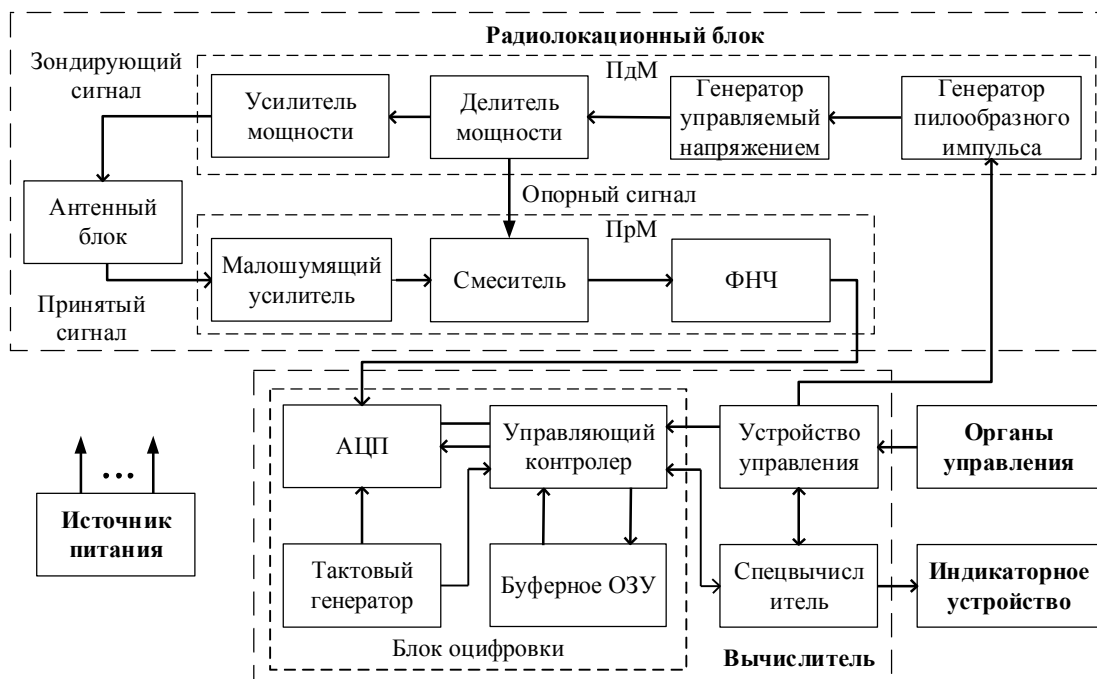 Радиолокационный блок
Зондирующий
сигнал
ПдМ
Усилитель
мощности
Делитель
мощности
Генератор
управляемый
напряжением
Генератор
пилообразного
импульса
Опорный сигнал
Антенный
блок
ПрМ
Малошумящий
усилитель
Смеситель
ФНЧ
Принятый
сигнал
АЦП
Управляющий
контролер
Устройство
управления
Органы
управления
...
Источник
питания
Тактовый
генератор
Буферное ОЗУ
Спецвычисл
итель
Индикаторное
устройство
Блок оцифровки
Вычислитель